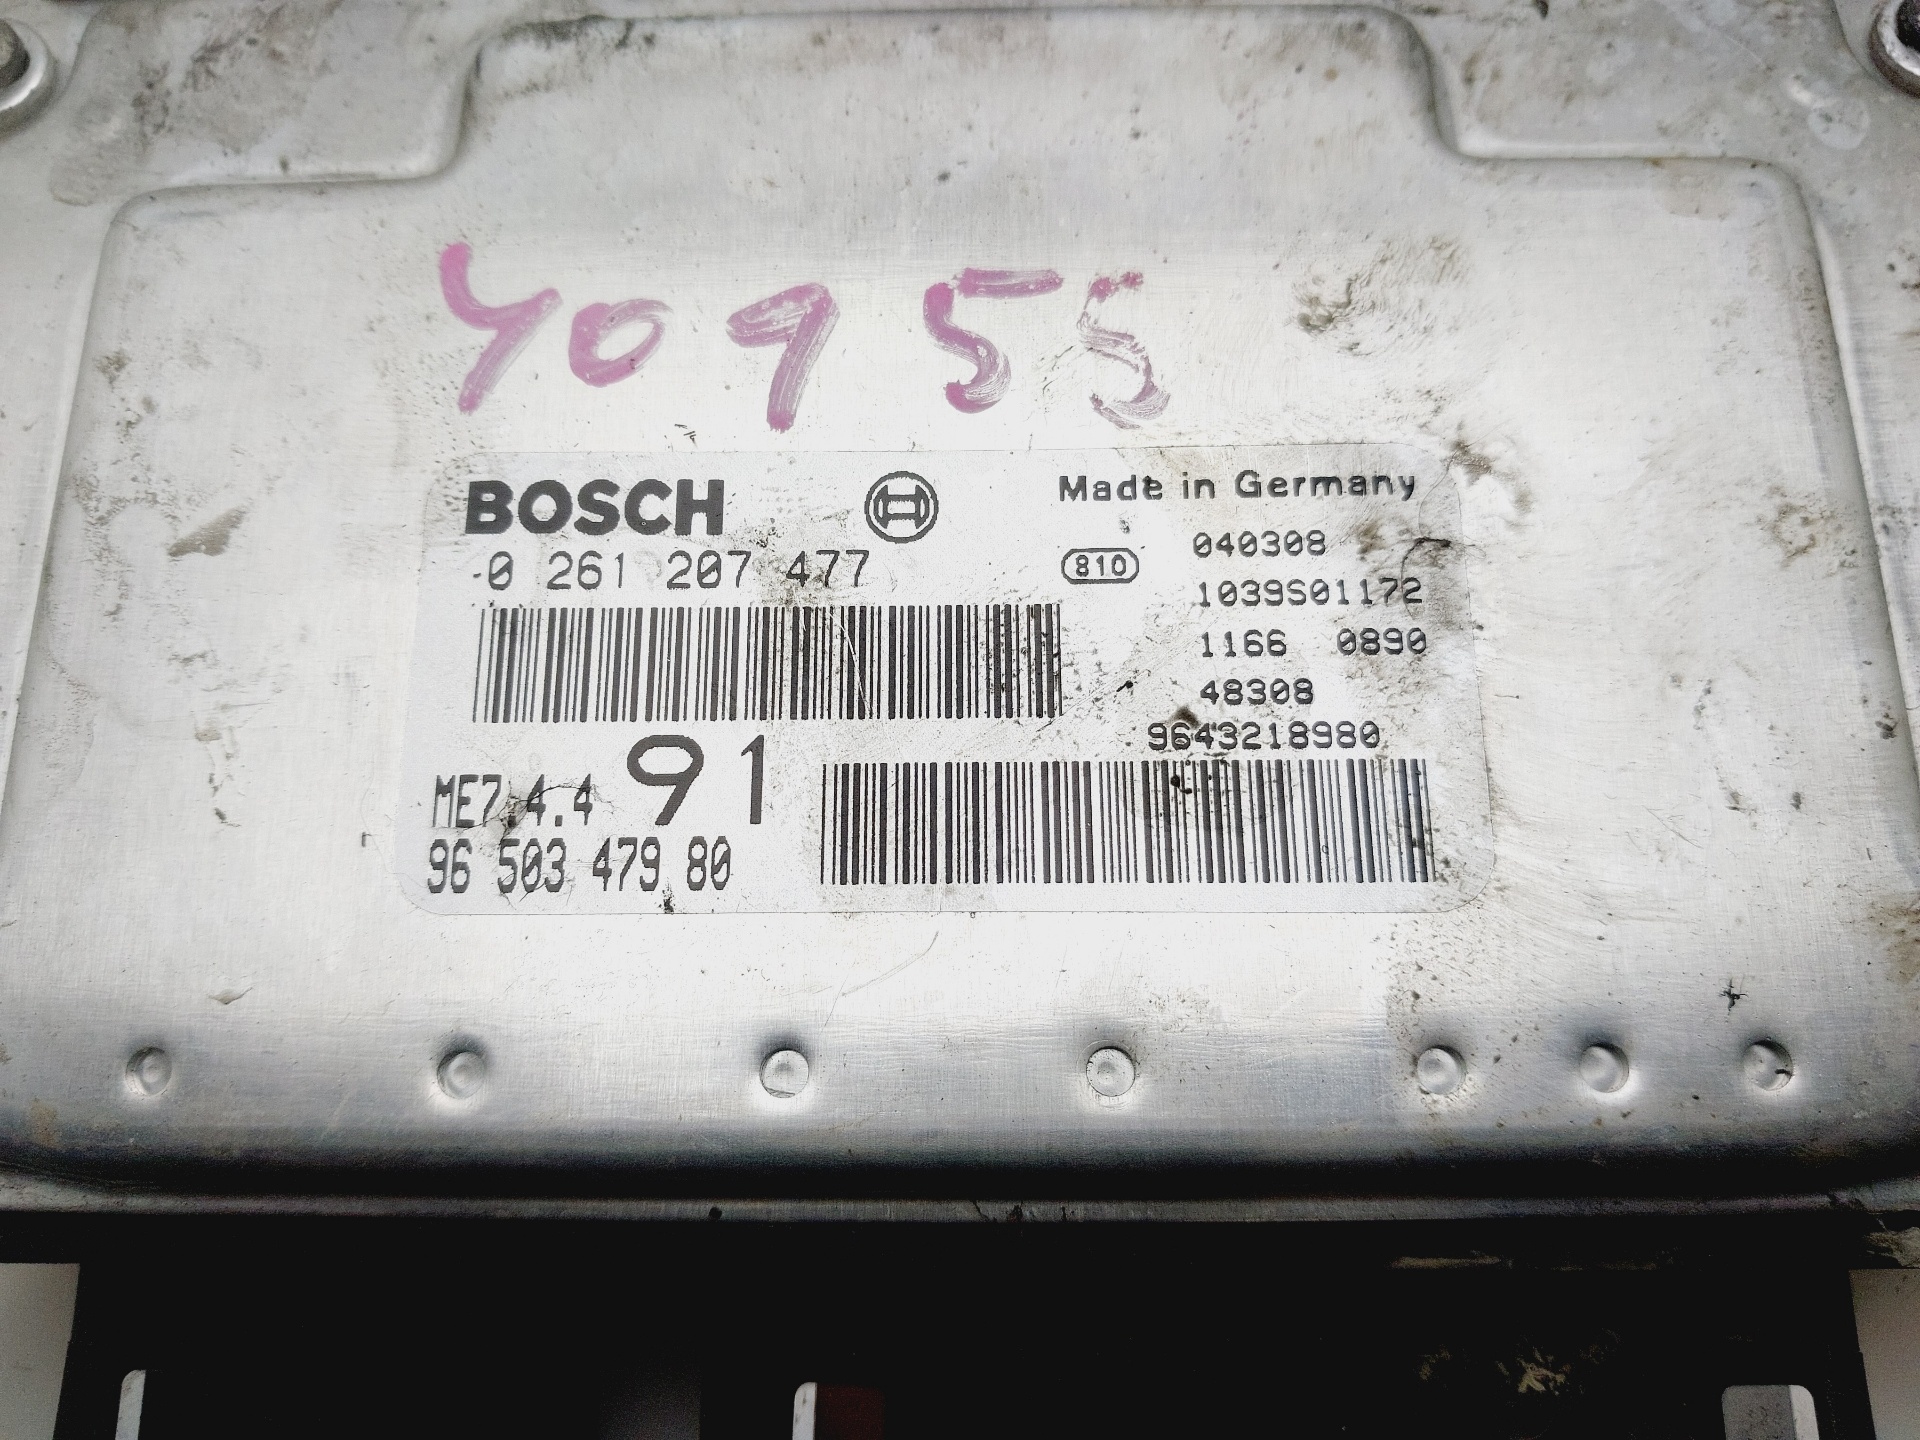 40955
BOSCH
0 261 207 477
Made in Germany
810
040308
1039S01172
1166 0890
48308
9643218980
ME7.4.4
91
96 503 479 80